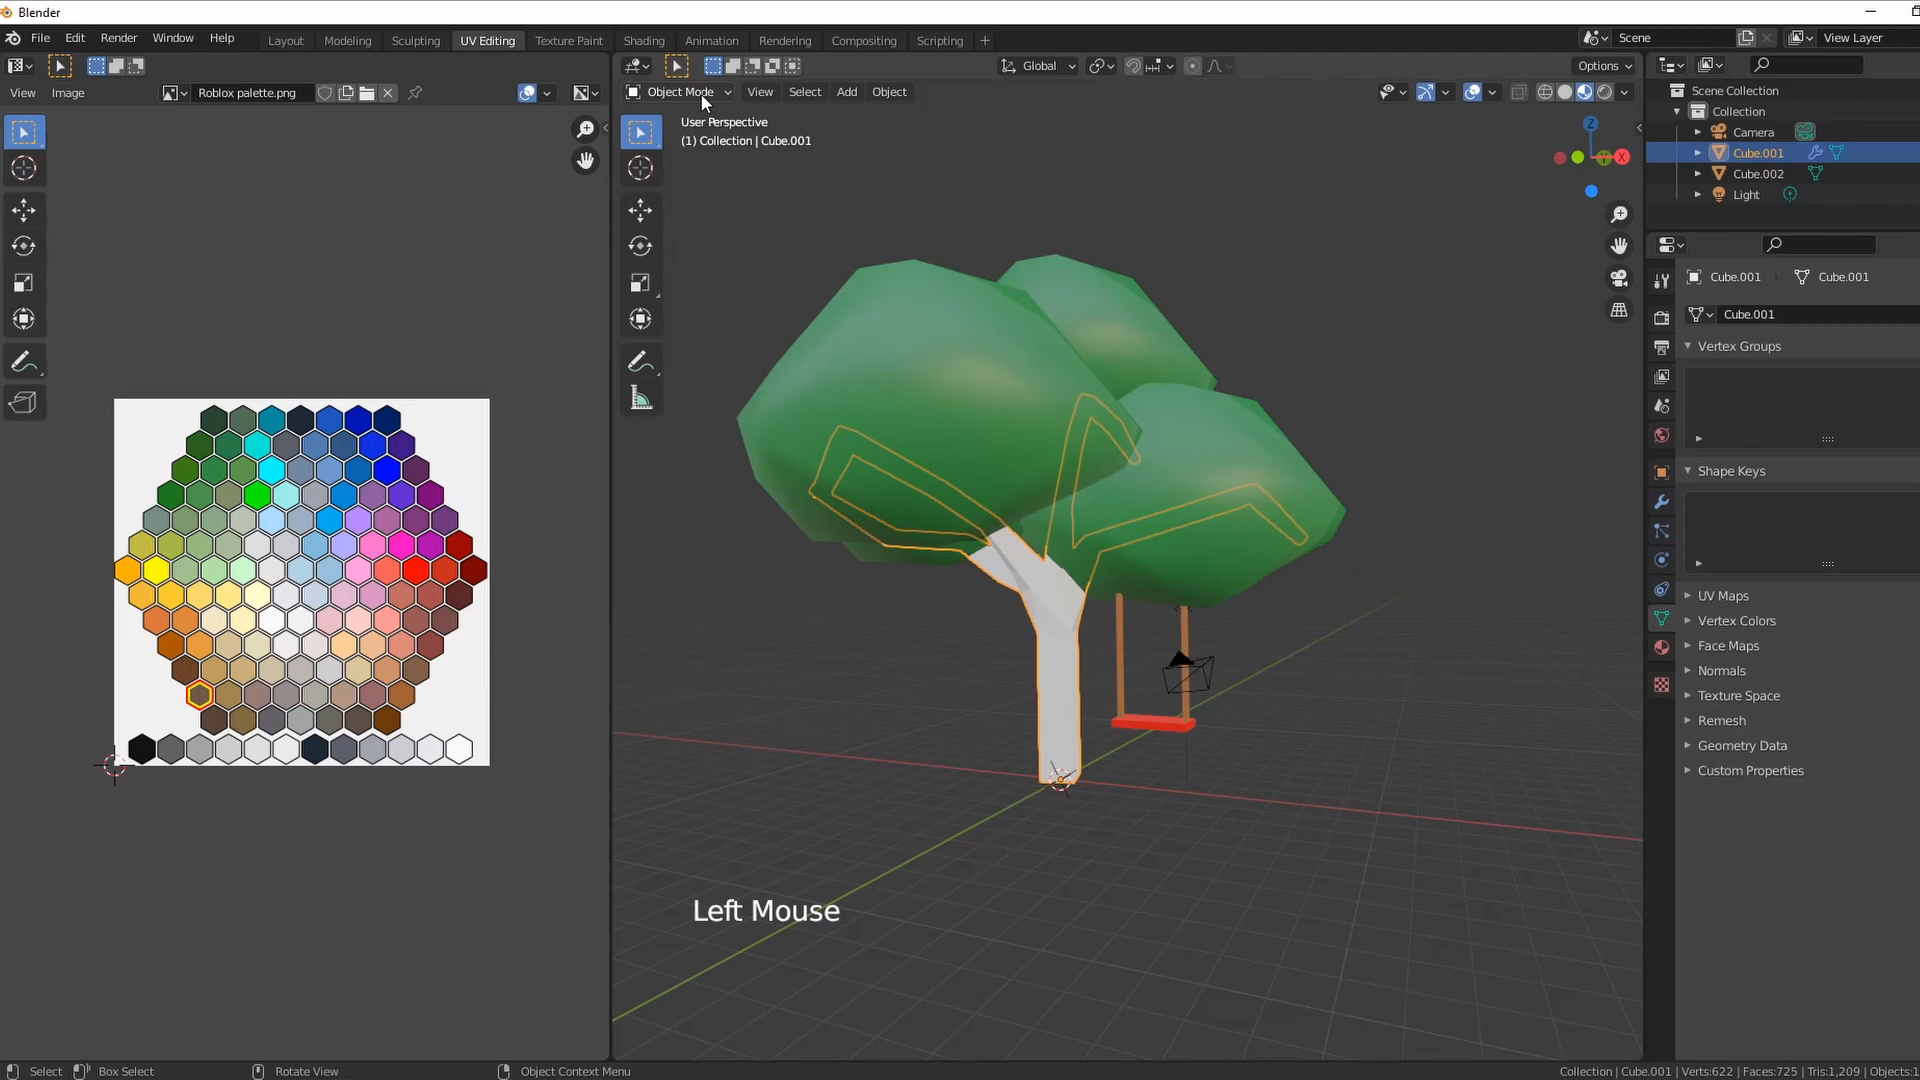 Blender
File Edit Render Window Help Layout Modeling Sculpting UV Editing Texture Paint Shading Animation Rendering Compositing Scripting + Scene View Layer
Global Options
View Image Roblox palette.png Object Mode View Select Add Object
User Perspective
(1) Collection | Cube.001
Z
Y
X
Scene Collection
Collection
Camera
Cube.001
Cube.002
Light
Cube.001 Cube.001
Cube.001
Vertex Groups
Shape Keys
UV Maps
Vertex Colors
Face Maps
Normals
Texture Space
Remesh
Geometry Data
Custom Properties
Left Mouse
Select Box Select Rotate View Object Context Menu Collection | Cube.001 | Verts:622 | Faces:725 | Tris:1,209 | Objects:1